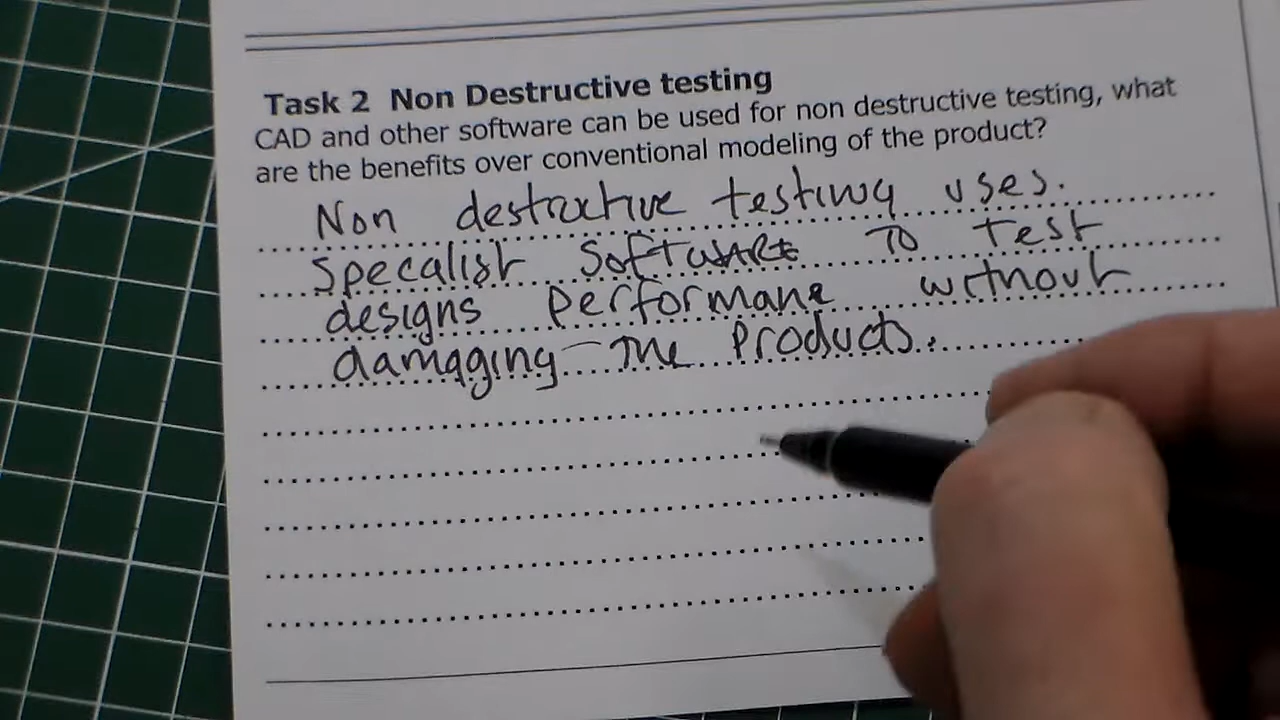 Task 2 Non Destructive testing
CAD and other software can be used for non destructive testing, what
are the benefits over conventional modeling of the product?
Non destructive testing uses.
Specalist Software To test
designs Performance without
damaging the Products.